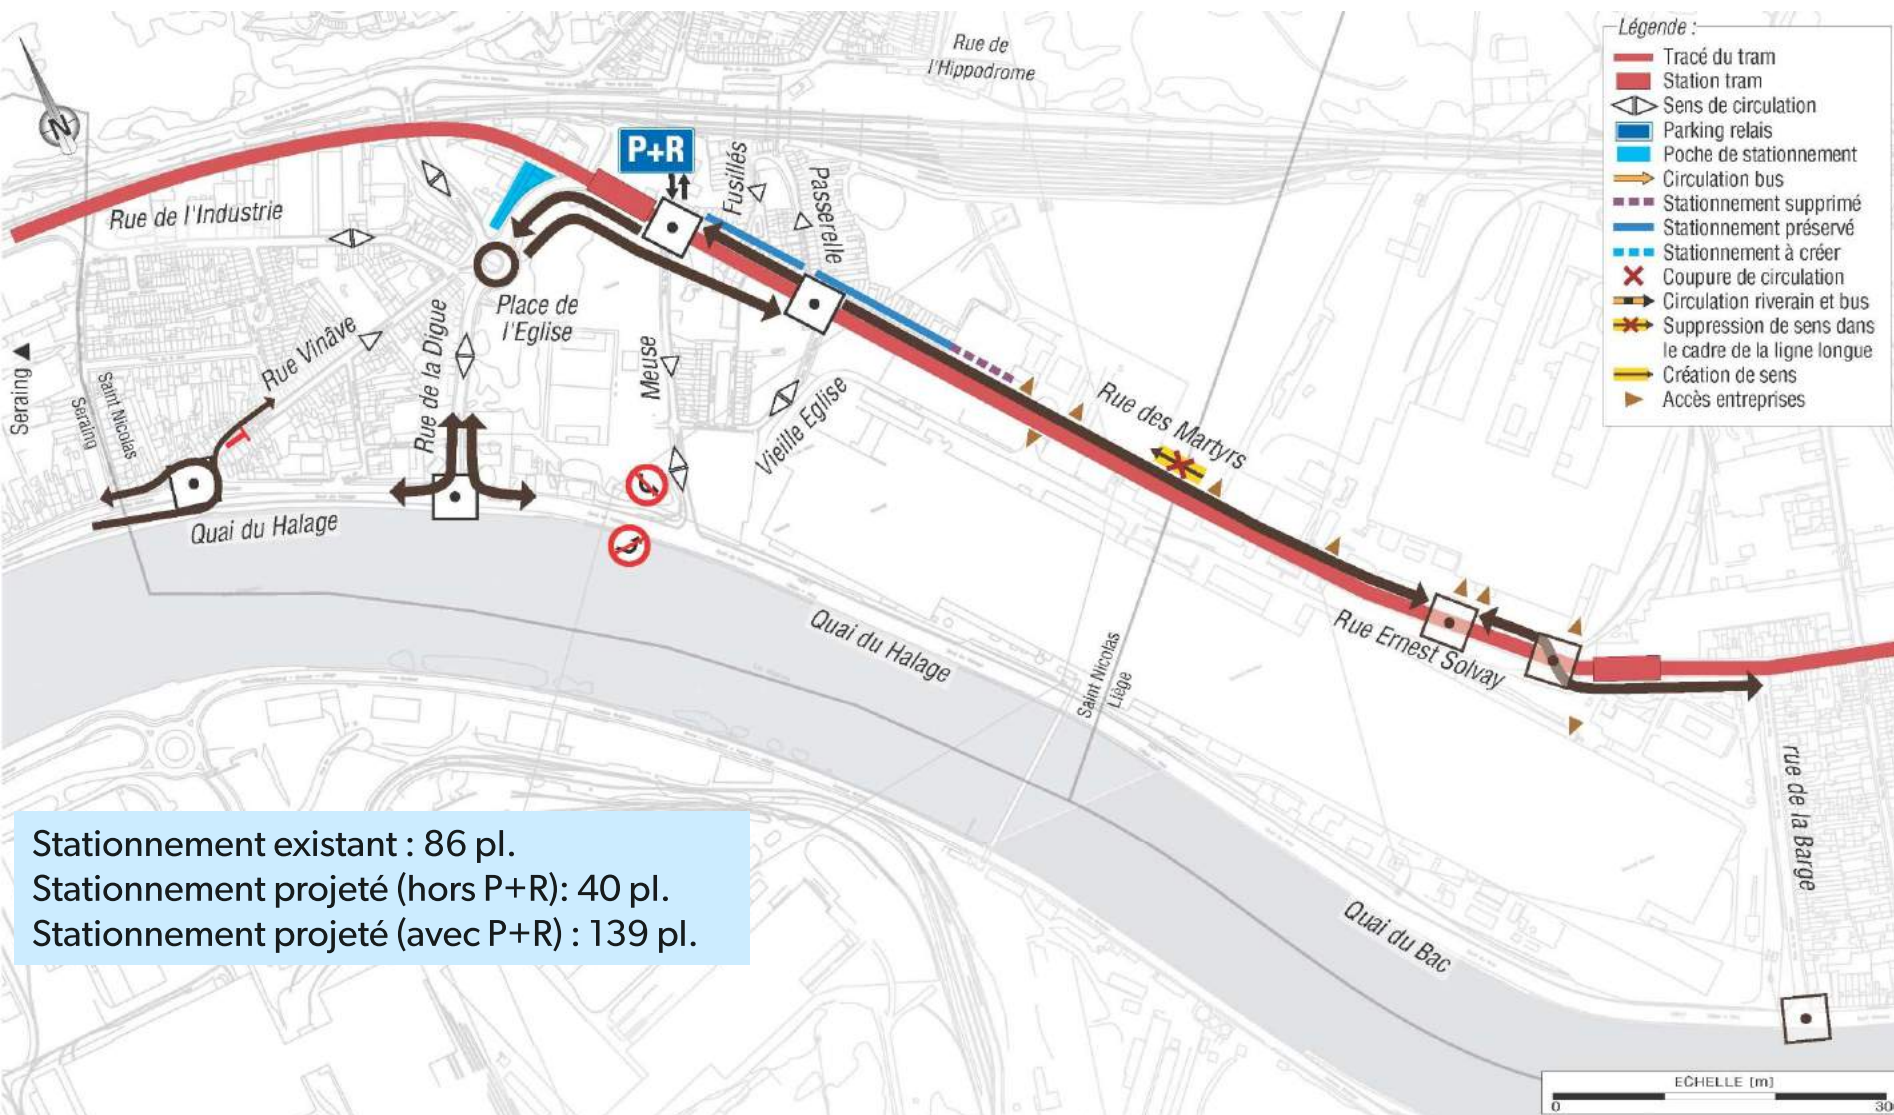 Rue de
l'Hippodrome
Légende :
Tracé du tram
Station tram
Sens de circulation
Parking relais
Poche de stationnement
Circulation bus
Stationnement supprimé
Stationnement préservé
Stationnement à créer
Coupure de circulation
Circulation riverain et bus
Suppression de sens dans
le cadre de la ligne longue
Création de sens
Accès entreprises
N
P+R
Fusillés
Passerelle
Rue de l'Industrie
Place de
l'Eglise
Rue Vinâve
Rue de la Digue
Meuse
Vieille Eglise
Seraing
Saint Nicolas
Seraing
Rue des Martyrs
Quai du Halage
Quai du Halage
Rue Ernest Solvay
Saint Nicolas
Liège
rue de la Barge
Quai du Bac
Stationnement existant : 86 pl.
Stationnement projeté (hors P+R): 40 pl.
Stationnement projeté (avec P+R) : 139 pl.
ECHELLE [m]
0
30